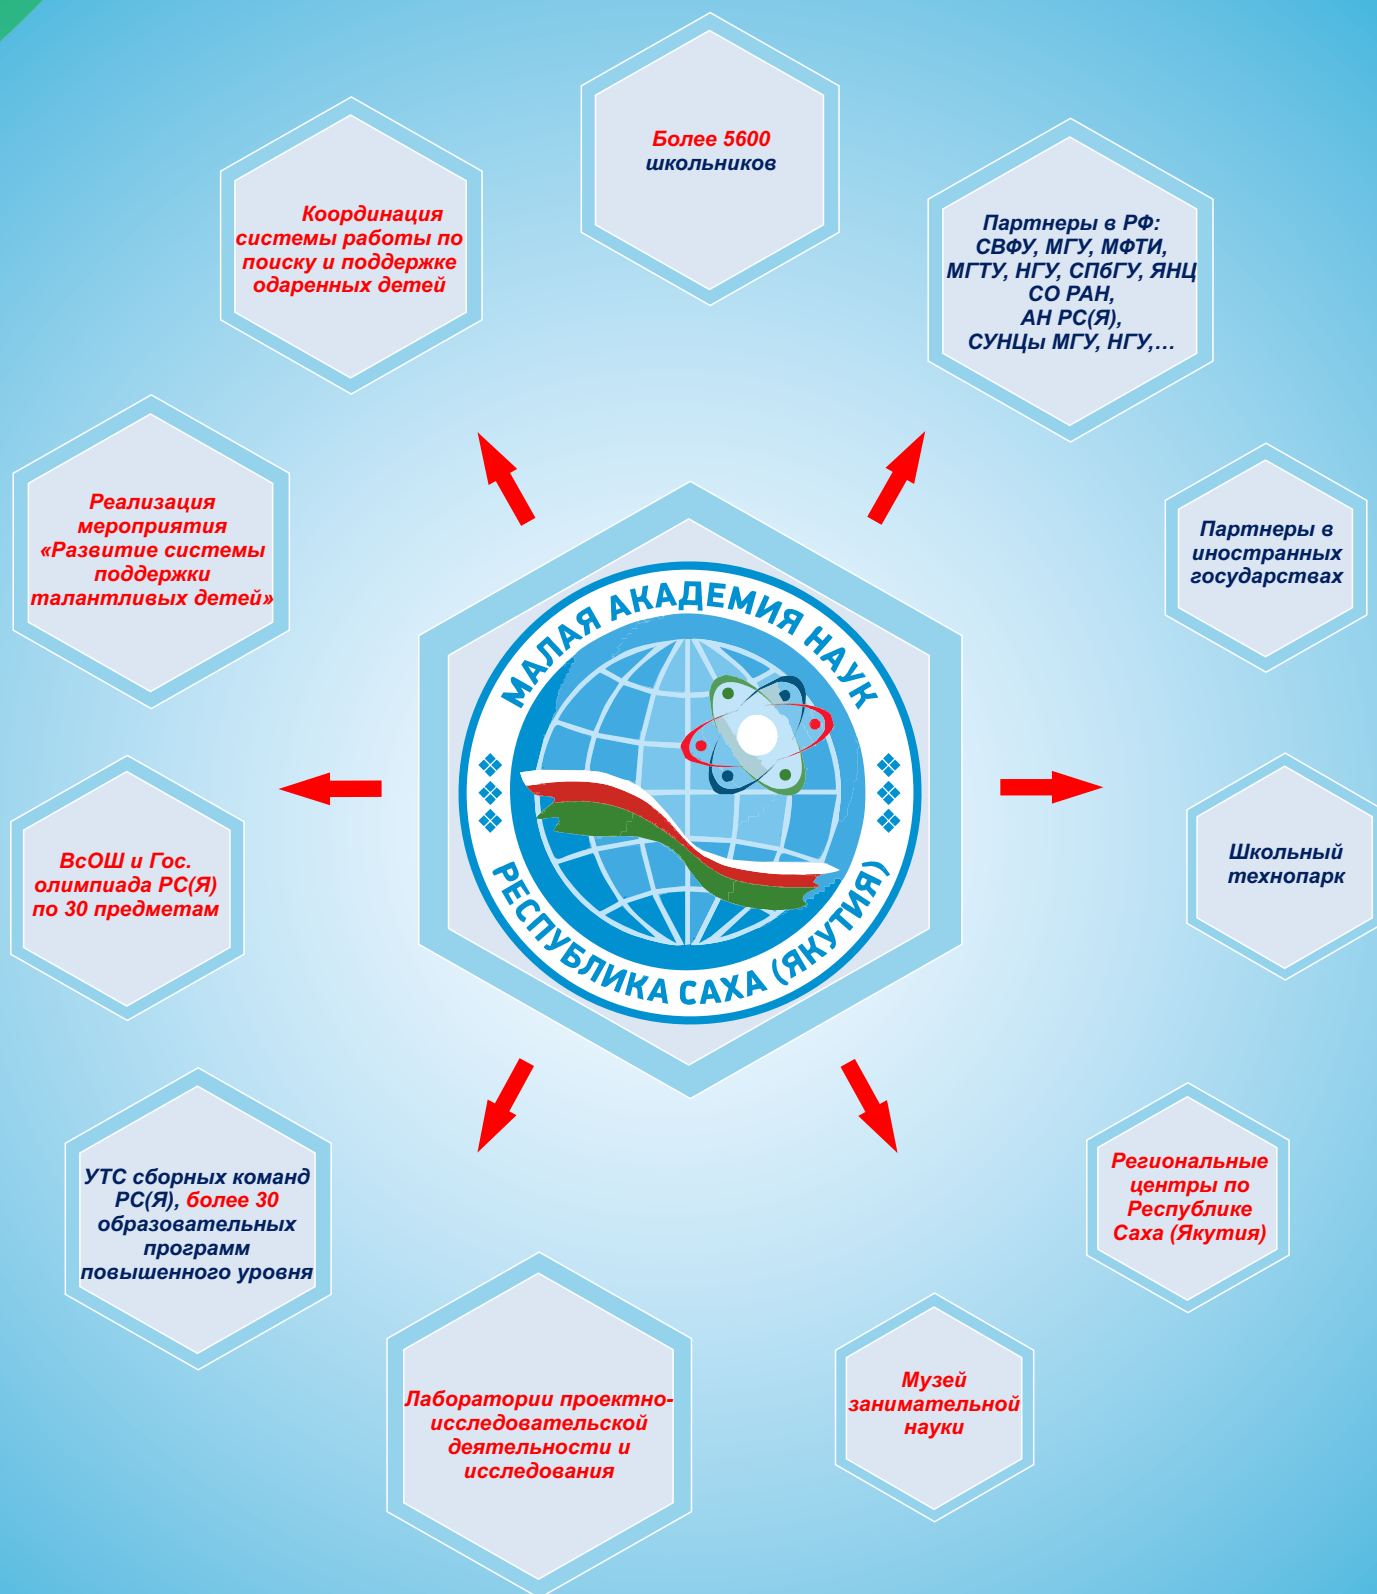 Более 5600
школьников
Координация
системы работы по
поиску и поддержке
одаренных детей
Партнеры в РФ:
СВФУ, МГУ, МФТИ,
МГТУ, НГУ, СПбГУ, ЯНЦ
СО РАН,
АН РС(Я),
СУНЦы МГУ, НГУ,…
Реализация
мероприятия
«Развитие системы
поддержки
талантливых детей»
Партнеры в
иностранных
государствах
МАЛАЯ АКАДЕМИЯ НАУК
РЕСПУБЛИКА САХА (ЯКУТИЯ)
ВсОШ и Гос.
олимпиада РС(Я)
по 30 предметам
Школьный
технопарк
УТС сборных команд
РС(Я), более 30
образовательных
программ
повышенного уровня
Региональные
центры по
Республике
Саха (Якутия)
Лаборатории проектно-
исследовательской
деятельности и
исследования
Музей
занимательной
науки